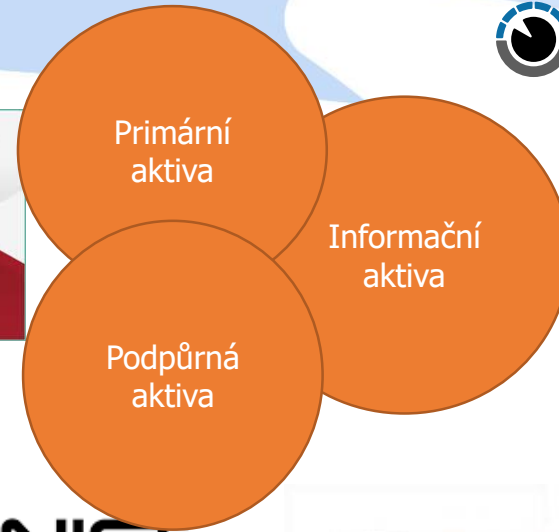 Primární
aktiva
Informační
aktiva
Podpůrná
aktiva